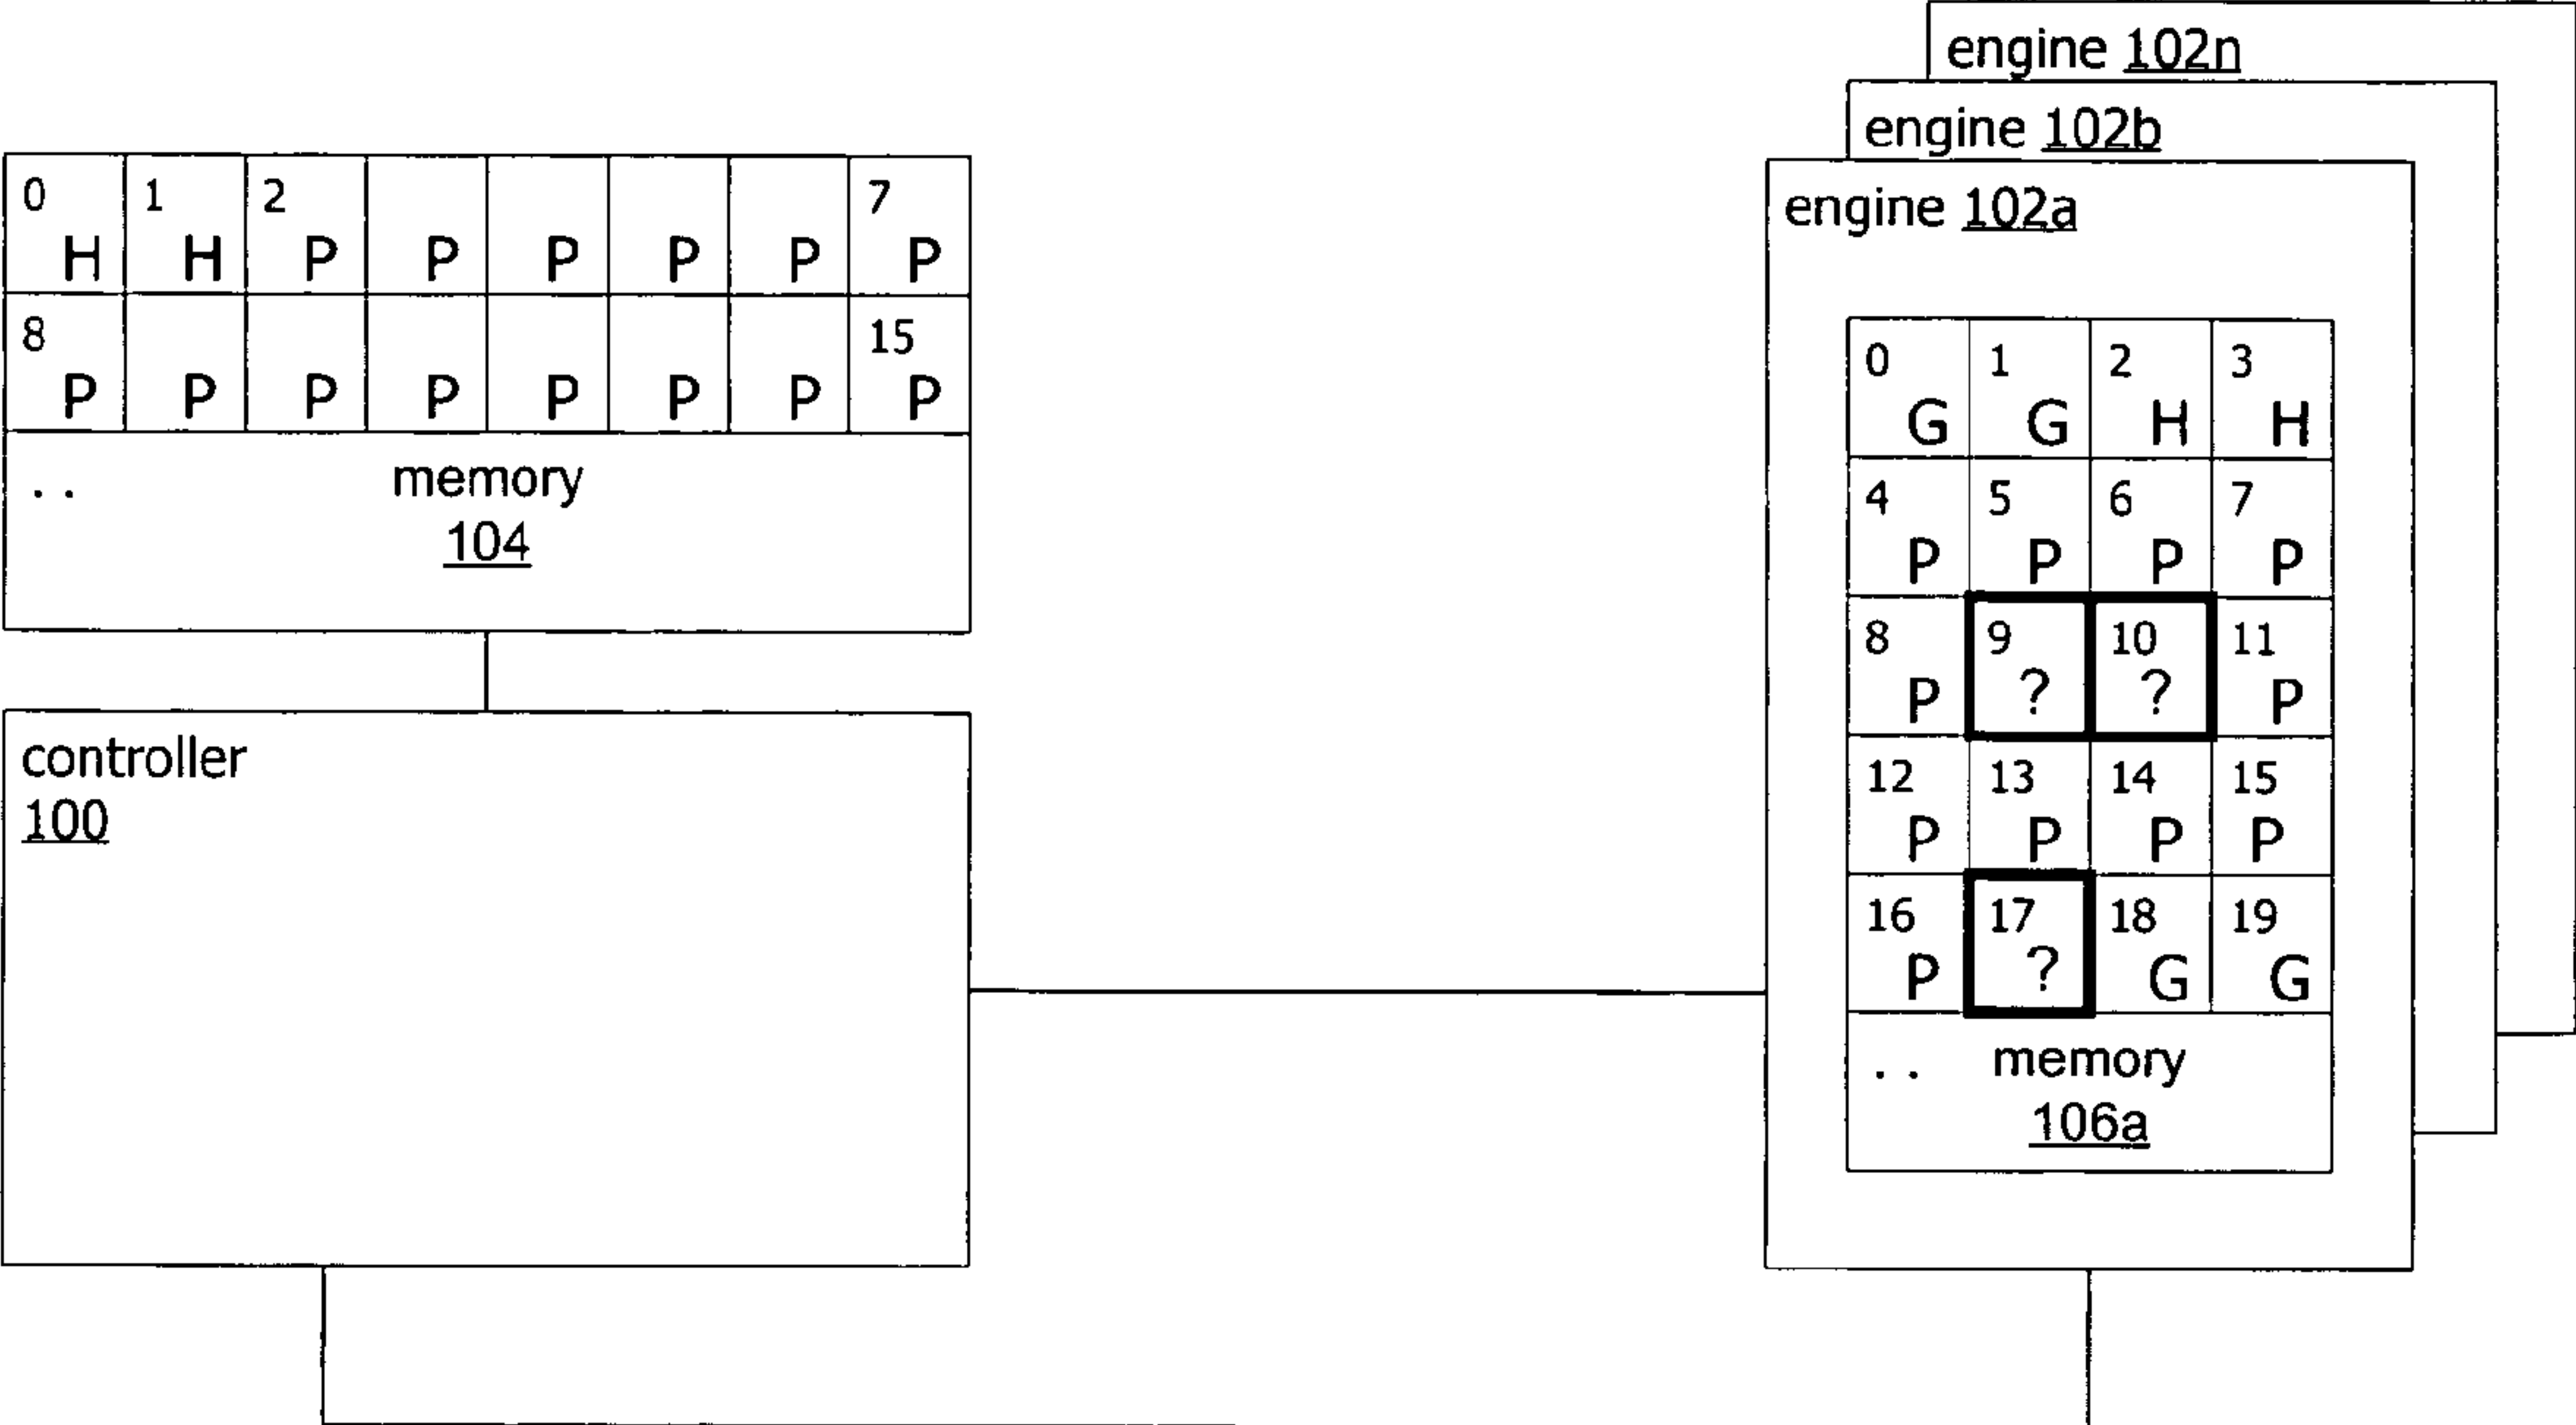 engine 102n
engine 102b
engine 102a
0 1 2 7
H H P P P P P P
8 15
P P P P P P P P
. . memory
104
controller
100
0 1 2 3
G G H H
4 5 6 7
P P P P
8 9 10 11
P ? ? P
12 13 14 15
P P P P
16 17 18 19
P ? G G
. . memory
106a